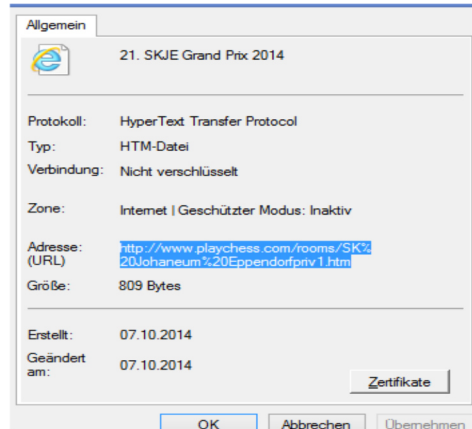 Allgemein
21. SKJE Grand Prix 2014
Protokoll: HyperText Transfer Protocol
Typ: HTM-Datei
Verbindung: Nicht verschlüsselt
Zone: Internet | Geschützter Modus: Inaktiv
Adresse: http://www.playchess.com/rooms/SK%
(URL) 20Johaneum%20Eppendorfpriv1.htm
Größe: 809 Bytes
Erstellt: 07.10.2014
Geändert
am: 07.10.2014
Zertifikate
OK Abbrechen Übernehmen